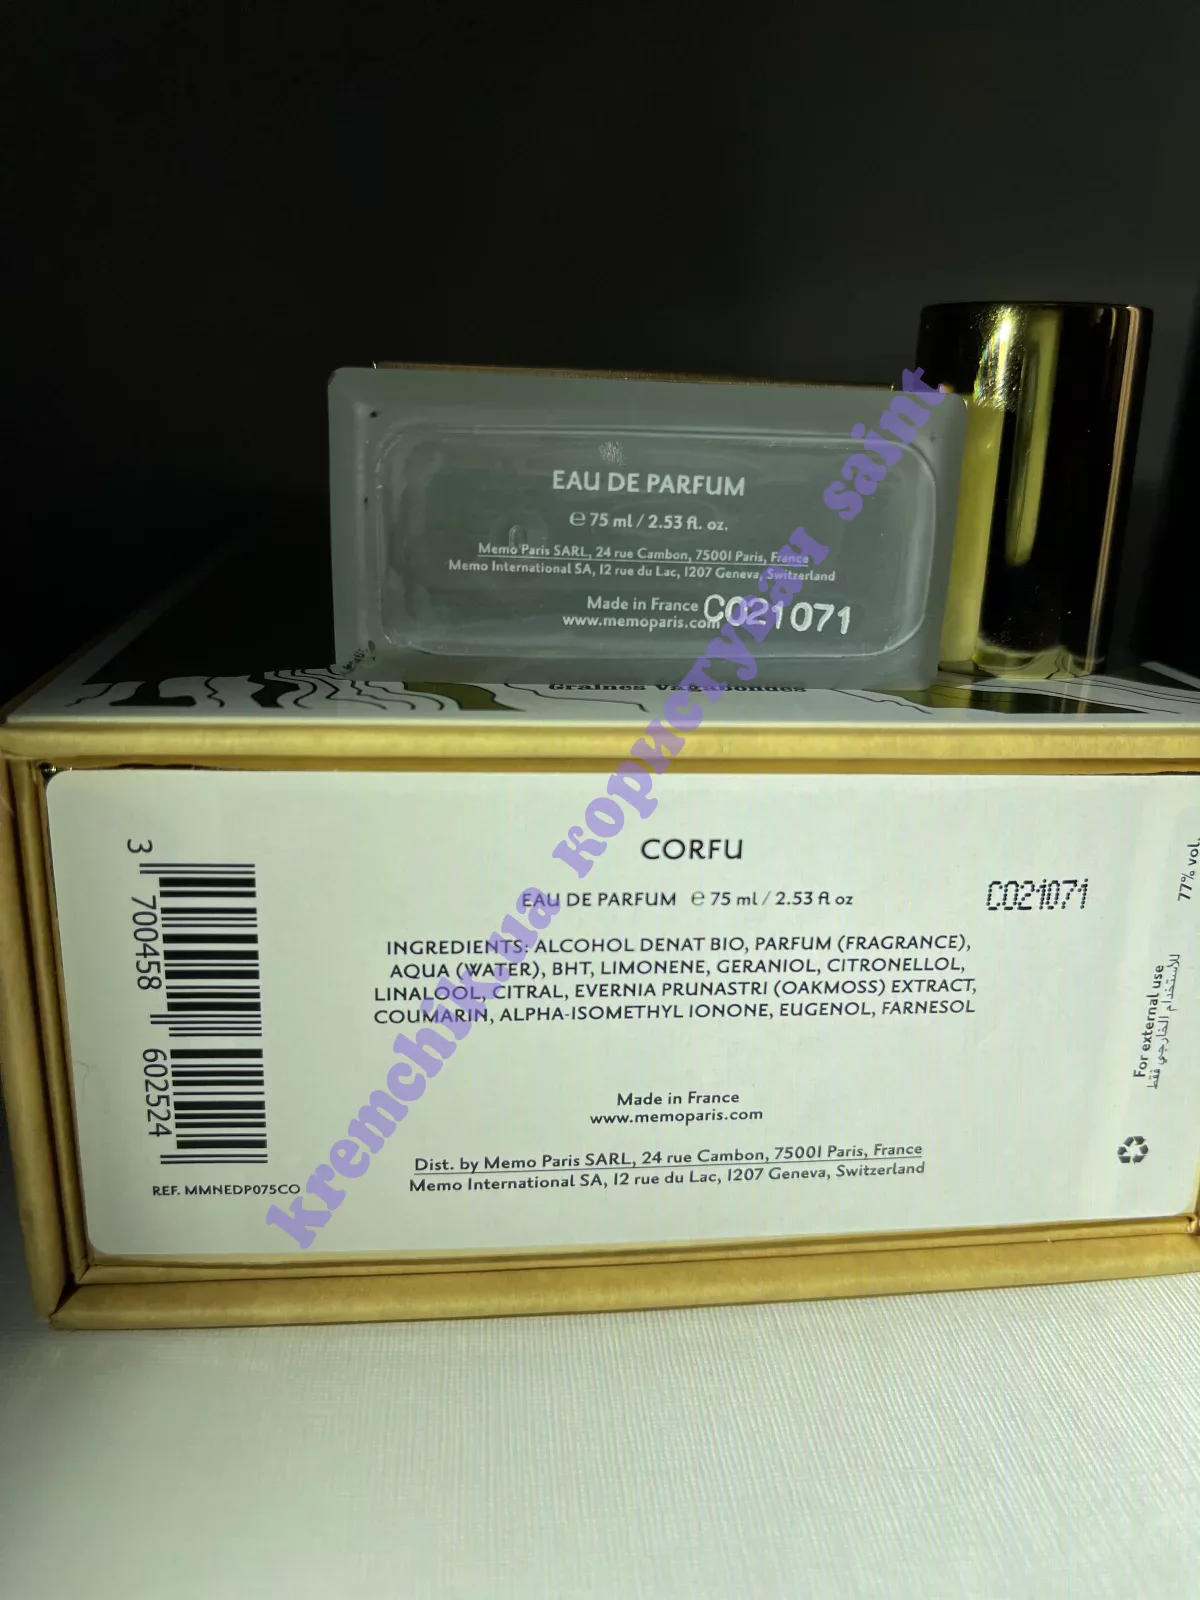 EAU DE PARFUM
℮ 75 ml / 2.53 fl. oz.
Memo Paris SARL, 24 rue Cambon, 75001 Paris, France
Memo International SA, 12 rue du Lac, 1207 Geneva, Switzerland
Made in France
www.memoparis.com
C021071
Graines Vagabondes
CORFU
EAU DE PARFUM ℮ 75 ml / 2.53 fl oz
C021071
INGREDIENTS: ALCOHOL DENAT BIO, PARFUM (FRAGRANCE),
AQUA (WATER), BHT, LIMONENE, GERANIOL, CITRONELLOL,
LINALOOL, CITRAL, EVERNIA PRUNASTRI (OAKMOSS) EXTRACT,
COUMARIN, ALPHA-ISOMETHYL IONONE, EUGENOL, FARNESOL
Made in France
www.memoparis.com
Dist. by Memo Paris SARL, 24 rue Cambon, 75001 Paris, France
Memo International SA, 12 rue du Lac, 1207 Geneva, Switzerland
3 700458 602524
REF. MMNEDP075CO
77% vol.
For external use
للاستخدام الخارجي فقط
kremchik.ua користувач saint